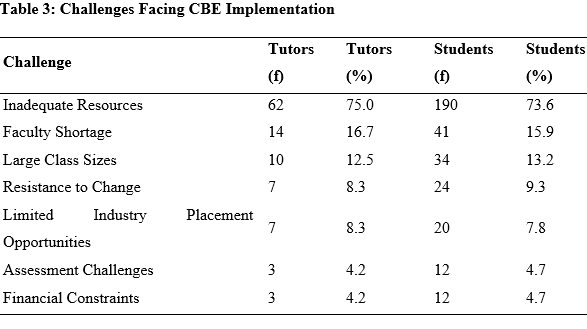 Table 3: Challenges Facing CBE Implementation
Challenge Tutors (f) Tutors (%) Students (f) Students (%)
Inadequate Resources 62 75.0 190 73.6
Faculty Shortage 14 16.7 41 15.9
Large Class Sizes 10 12.5 34 13.2
Resistance to Change 7 8.3 24 9.3
Limited Industry Placement Opportunities 7 8.3 20 7.8
Assessment Challenges 3 4.2 12 4.7
Financial Constraints 3 4.2 12 4.7